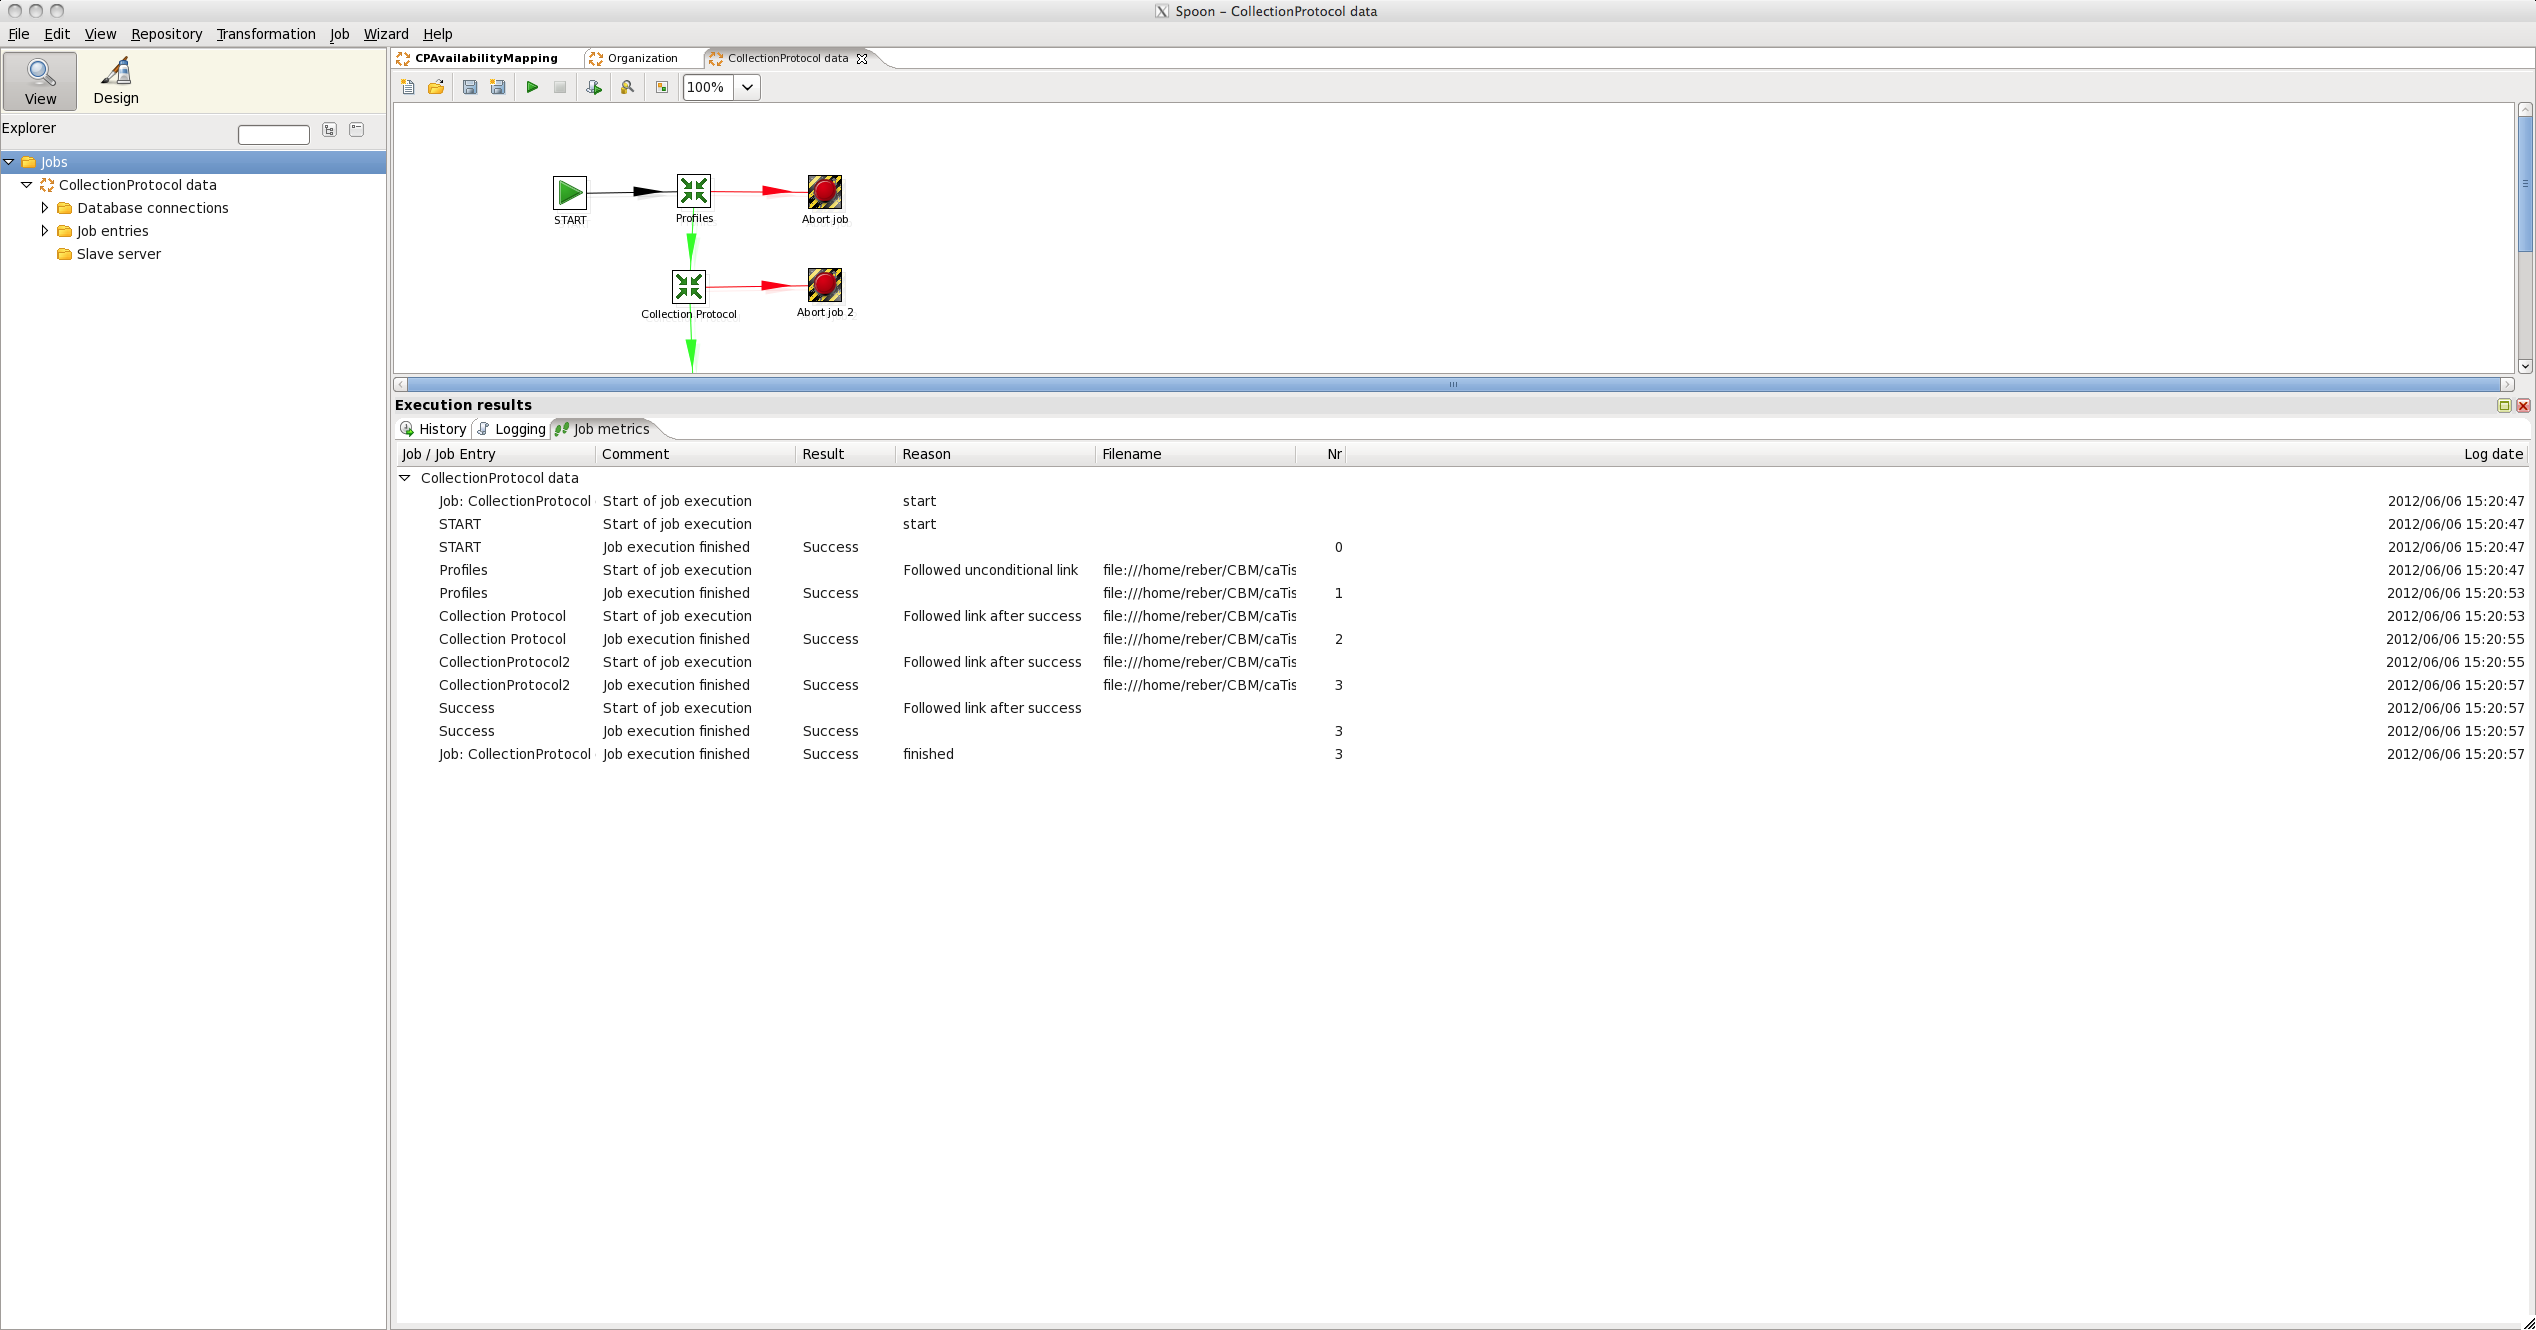 Spoon - CollectionProtocol data
File Edit View Repository Transformation Job Wizard Help
View
Design
Explorer
Jobs
CollectionProtocol data
Database connections
Job entries
Slave server
CPAvailabilityMapping Organization CollectionProtocol data
100%
START
Profiles
Abort job
Collection Protocol
Abort job 2
Execution results
History Logging Job metrics
Job / Job Entry Comment Result Reason Filename Nr Log date
CollectionProtocol data
Job: CollectionProtocol Start of job execution start 2012/06/06 15:20:47
START Start of job execution start 2012/06/06 15:20:47
START Job execution finished Success 0 2012/06/06 15:20:47
Profiles Start of job execution Followed unconditional link file:///home/reber/CBM/caTis 2012/06/06 15:20:47
Profiles Job execution finished Success file:///home/reber/CBM/caTis 1 2012/06/06 15:20:53
Collection Protocol Start of job execution Followed link after success file:///home/reber/CBM/caTis 2012/06/06 15:20:53
Collection Protocol Job execution finished Success file:///home/reber/CBM/caTis 2 2012/06/06 15:20:55
CollectionProtocol2 Start of job execution Followed link after success file:///home/reber/CBM/caTis 2012/06/06 15:20:55
CollectionProtocol2 Job execution finished Success file:///home/reber/CBM/caTis 3 2012/06/06 15:20:57
Success Start of job execution Followed link after success 2012/06/06 15:20:57
Success Job execution finished Success 3 2012/06/06 15:20:57
Job: CollectionProtocol Job execution finished Success finished 3 2012/06/06 15:20:57